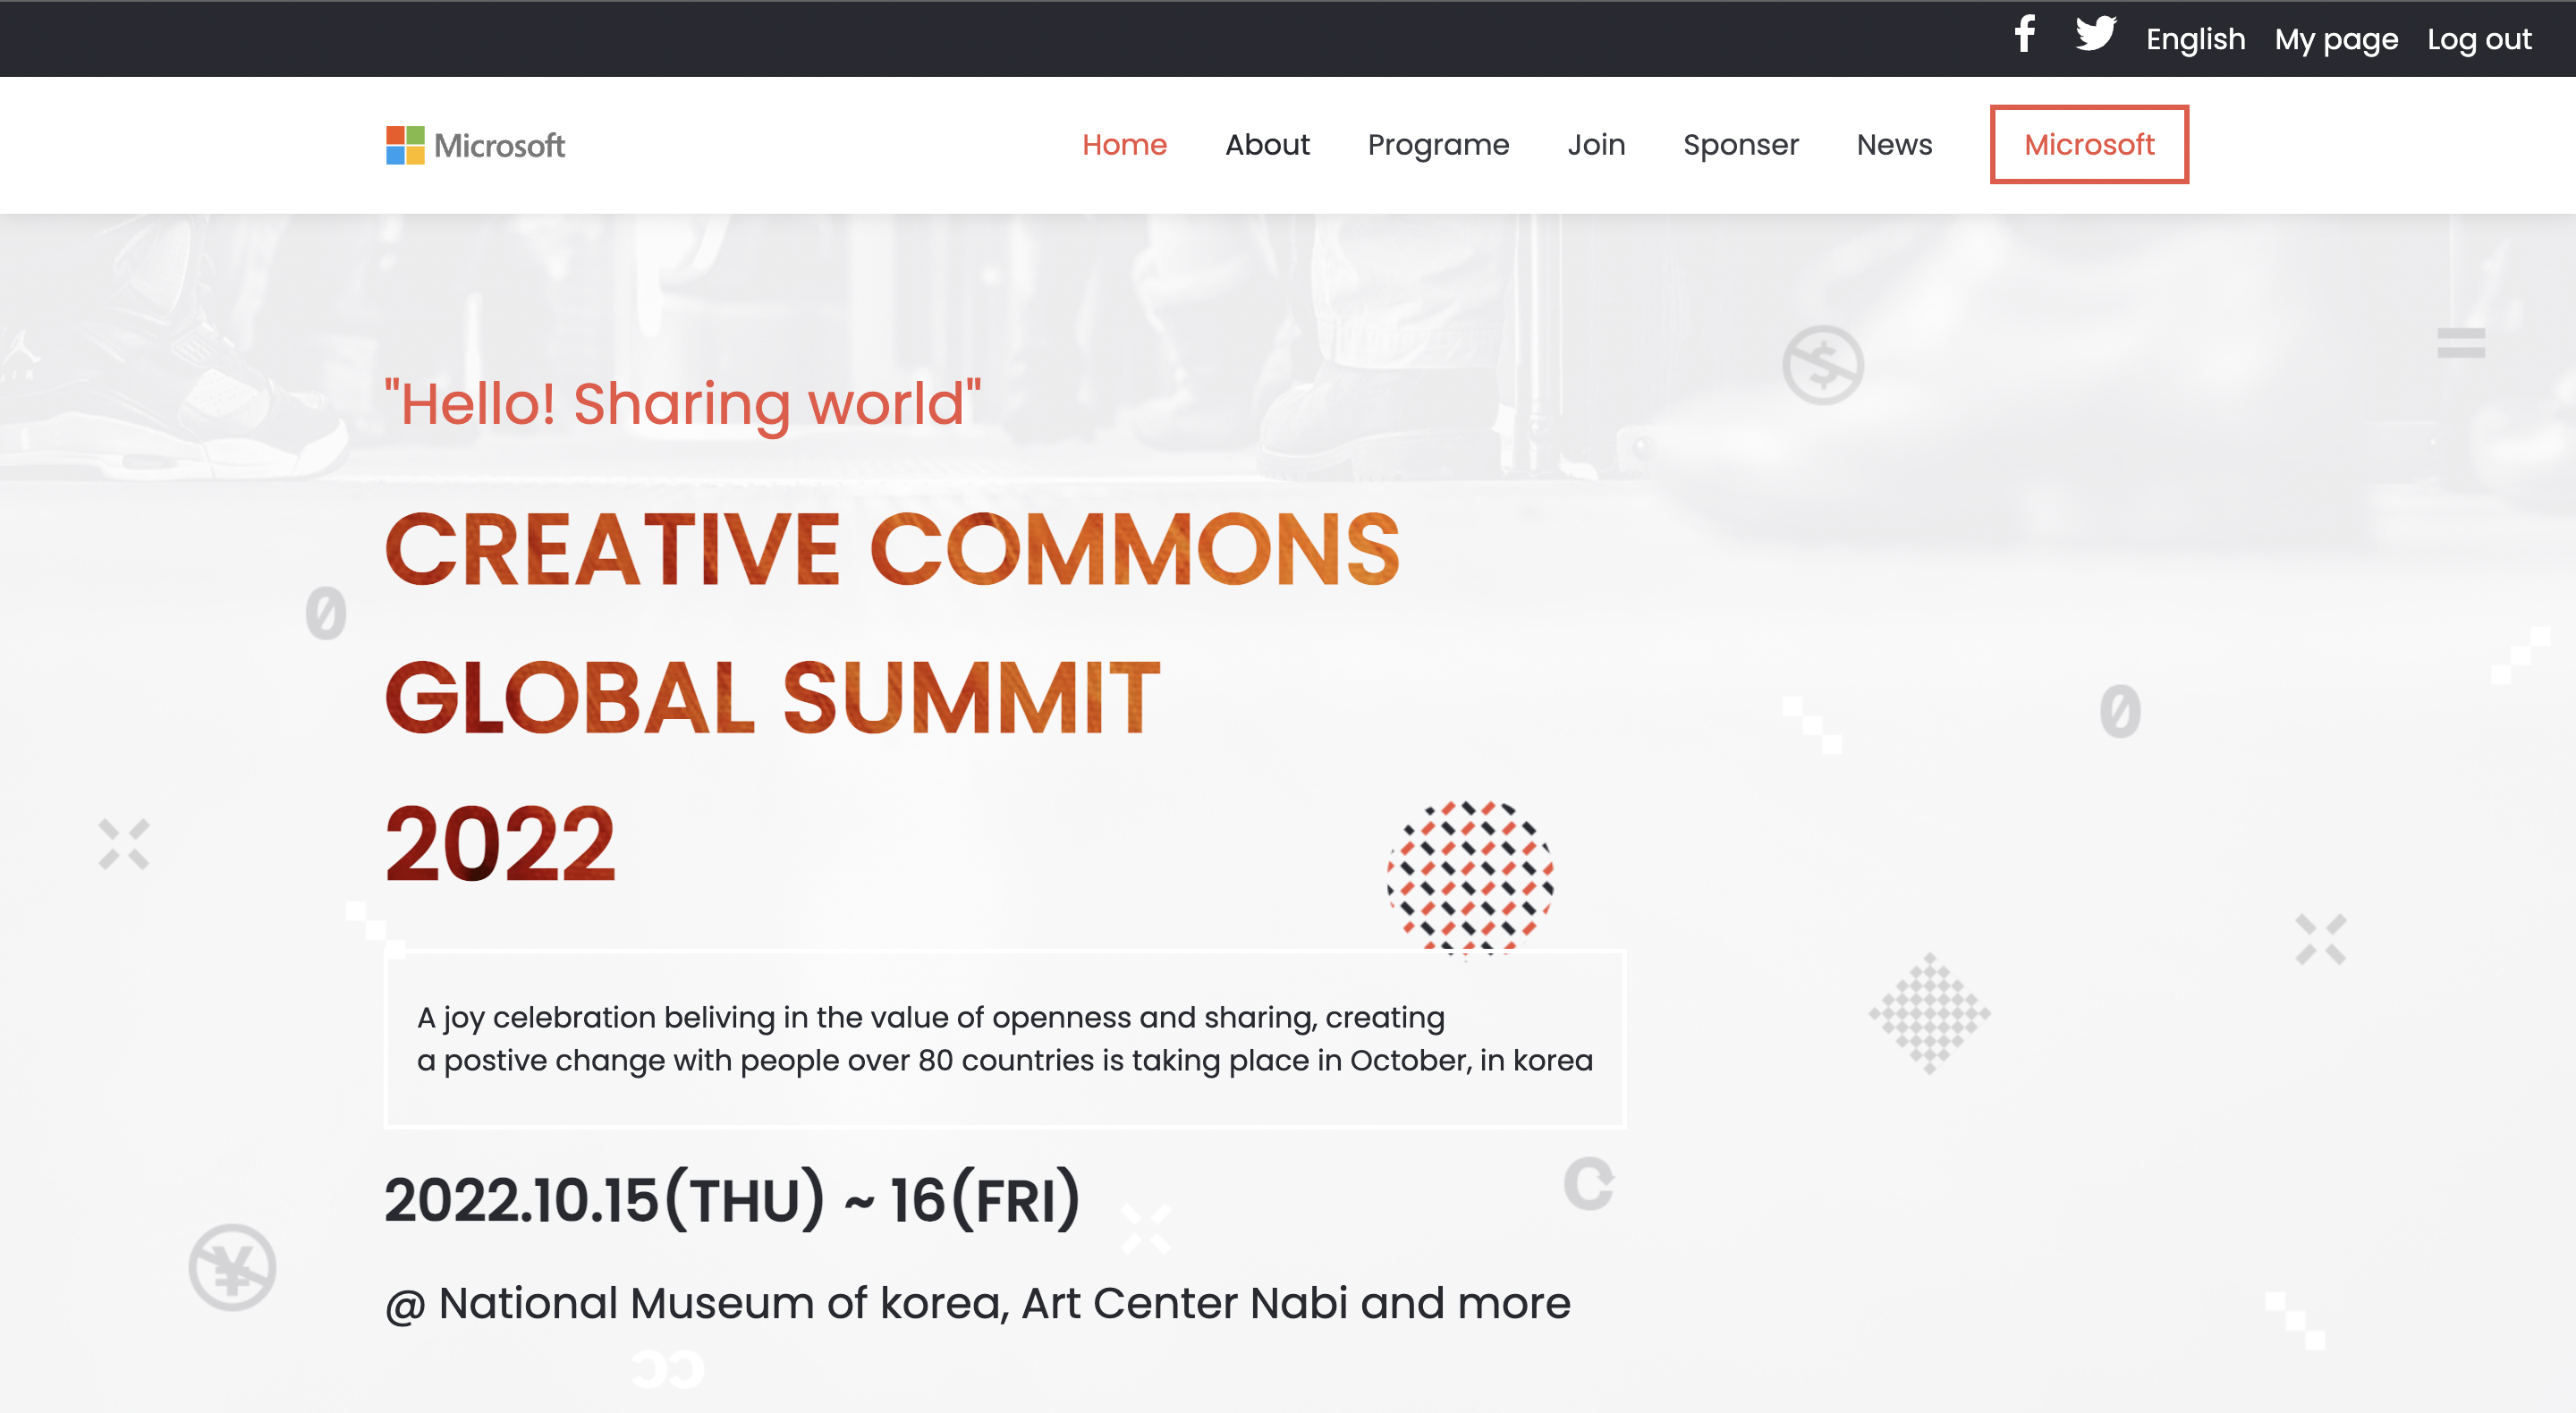 English My page Log out
Microsoft
Home About Programe Join Sponser News Microsoft
"Hello! Sharing world"
CREATIVE COMMONS
GLOBAL SUMMIT
2022
A joy celebration beliving in the value of openness and sharing, creating
a postive change with people over 80 countries is taking place in October, in korea
2022.10.15(THU) ~ 16(FRI)
@ National Museum of korea, Art Center Nabi and more